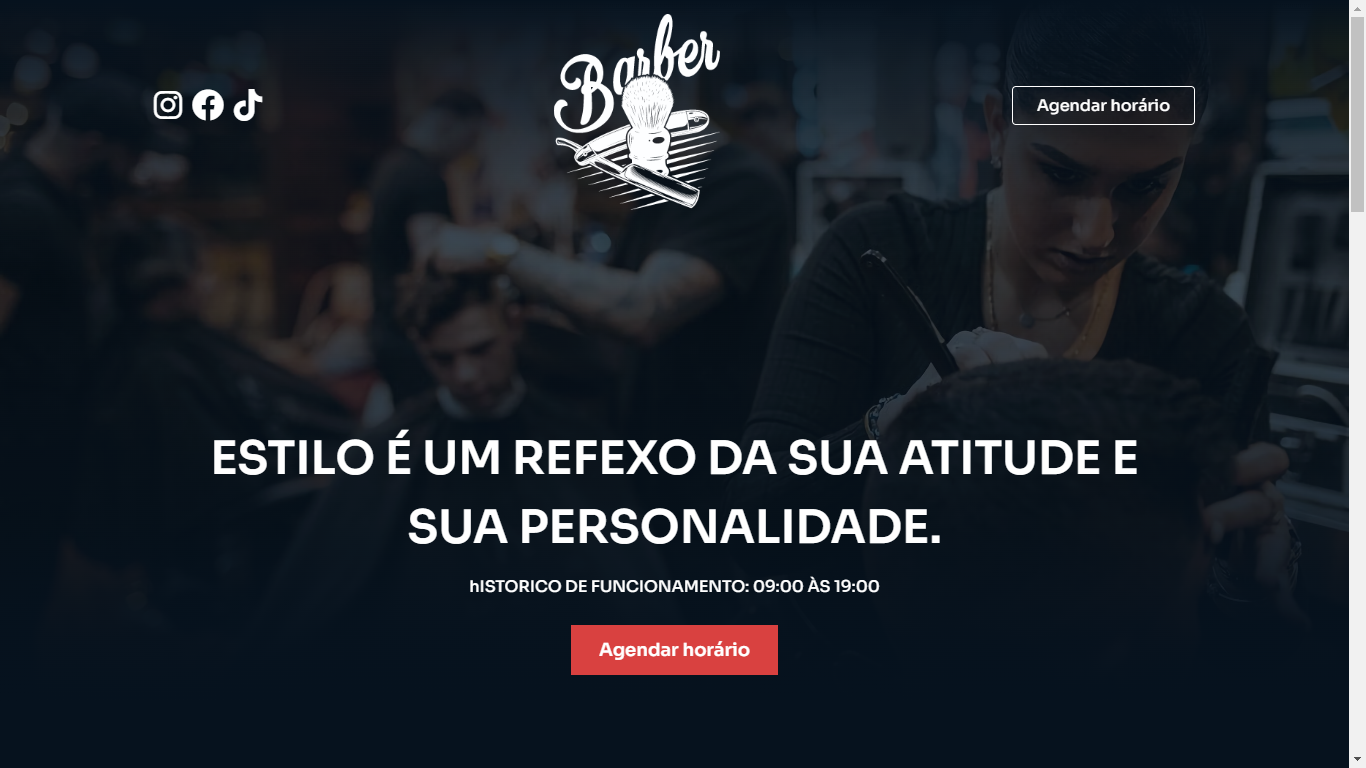 Barber
Agendar horário
ESTILO É UM REFEXO DA SUA ATITUDE E
SUA PERSONALIDADE.
hISTORICO DE FUNCIONAMENTO: 09:00 ÀS 19:00
Agendar horário